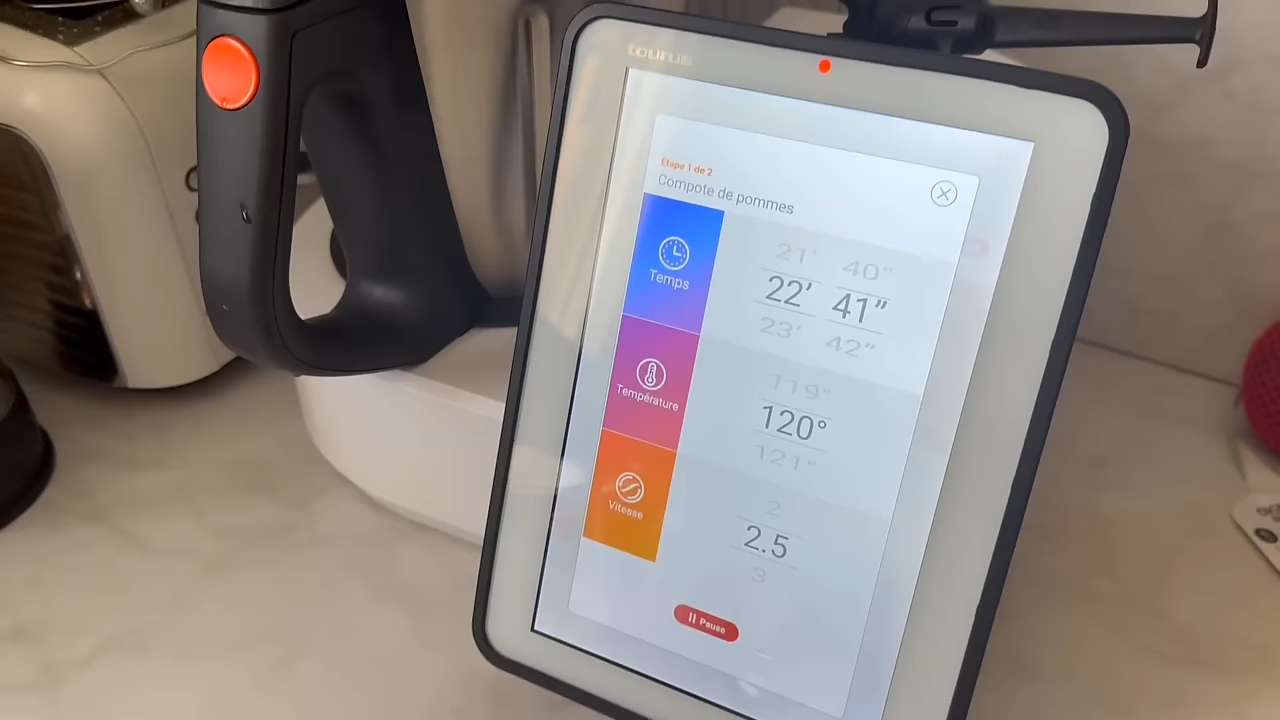 taurus
Étape 1 de 2
Compote de pommes
Temps
21' 40"
22' 41"
23' 42"
Température
119°
120°
121°
Vitesse
2
2.5
3
Pause